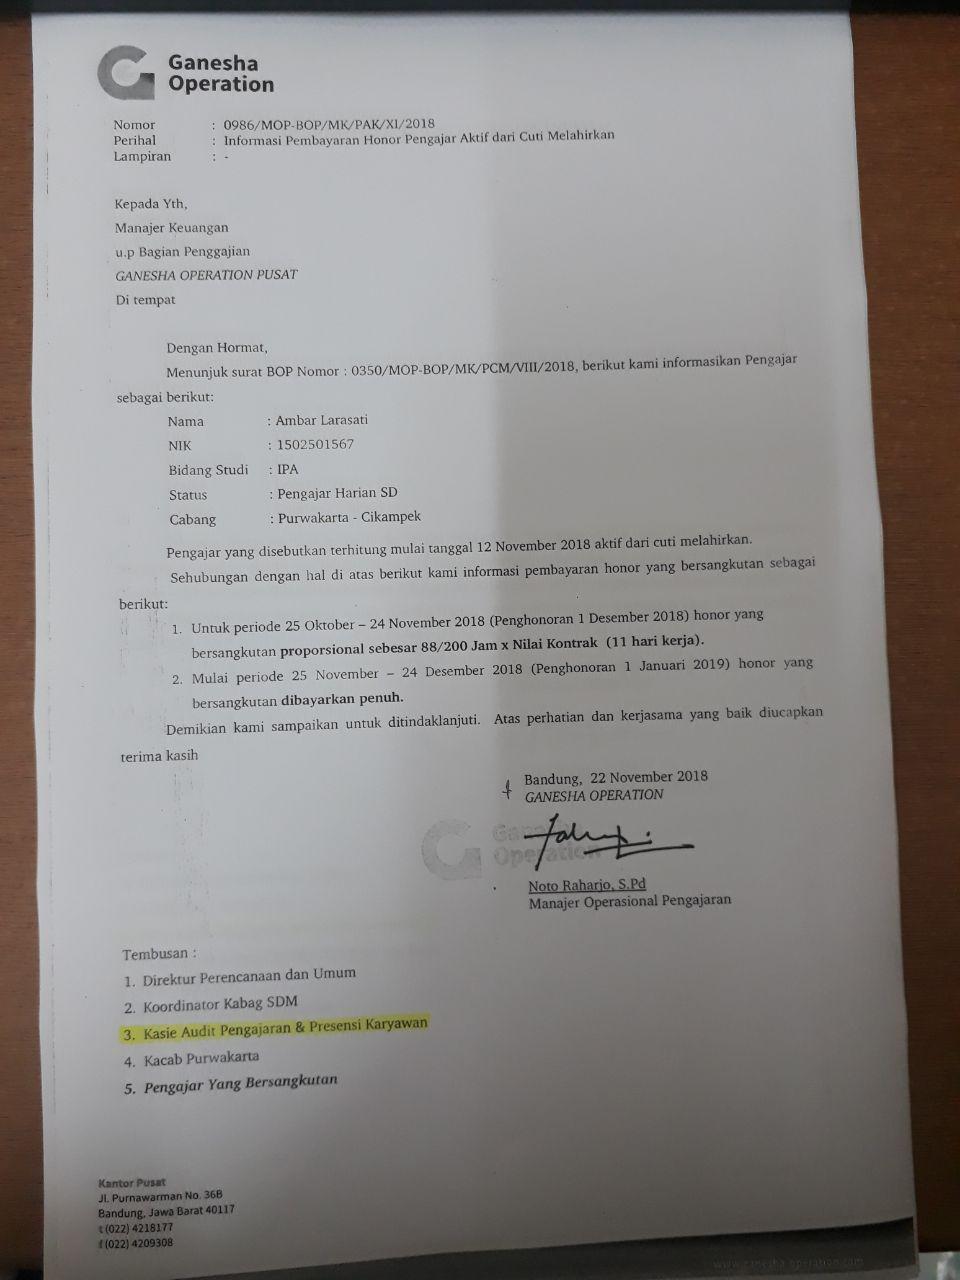 Ganesha
Operation
Nomor : 0986/MOP-BOP/MK/PAK/XI/2018
Perihal : Informasi Pembayaran Honor Pengajar Aktif dari Cuti Melahirkan
Lampiran : -
Kepada Yth,
Manajer Keuangan
u.p Bagian Penggajian
GANESHA OPERATION PUSAT
Di tempat
Dengan Hormat,
Menunjuk surat BOP Nomor : 0350/MOP-BOP/MK/PCM/VIII/2018, berikut kami informasikan Pengajar
sebagai berikut:
Nama : Ambar Larasati
NIK : 1502501567
Bidang Studi : IPA
Status : Pengajar Harian SD
Cabang : Purwakarta - Cikampek
Pengajar yang disebutkan terhitung mulai tanggal 12 November 2018 aktif dari cuti melahirkan.
Sehubungan dengan hal di atas berikut kami informasi pembayaran honor yang bersangkutan sebagai
berikut:
1. Untuk periode 25 Oktober – 24 November 2018 (Penghonoran 1 Desember 2018) honor yang
bersangkutan proporsional sebesar 88/200 Jam x Nilai Kontrak (11 hari kerja).
2. Mulai periode 25 November – 24 Desember 2018 (Penghonoran 1 Januari 2019) honor yang
bersangkutan dibayarkan penuh.
Demikian kami sampaikan untuk ditindaklanjuti. Atas perhatian dan kerjasama yang baik diucapkan
terima kasih
Bandung, 22 November 2018
GANESHA OPERATION
Ganesha
Operation
Noto Raharjo, S.Pd
Manajer Operasional Pengajaran
Tembusan :
1. Direktur Perencanaan dan Umum
2. Koordinator Kabag SDM
3. Kasie Audit Pengajaran & Presensi Karyawan
4. Kacab Purwakarta
5. Pengajar Yang Bersangkutan
Kantor Pusat
Jl. Purnawarman No. 36B
Bandung, Jawa Barat 40117
t (022) 4218177
f (022) 4209308
www.ganesha-operation.com